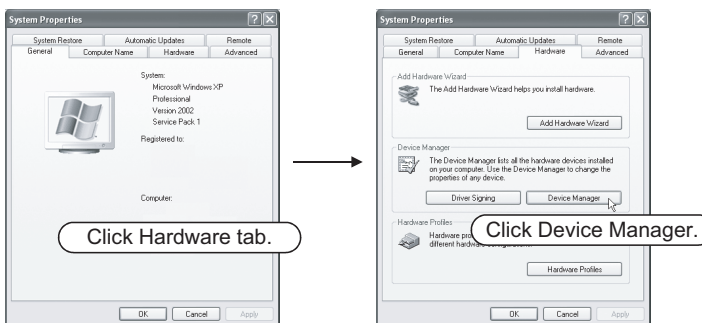 System Properties
System Restore Automatic Updates Remote
General Computer Name Hardware Advanced
System:
Microsoft Windows XP
Professional
Version 2002
Service Pack 1
Registered to:
Computer:
Click Hardware tab.
OK Cancel Apply
System Properties
System Restore Automatic Updates Remote
General Computer Name Hardware Advanced
Add Hardware Wizard
The Add Hardware Wizard helps you install hardware.
Add Hardware Wizard
Device Manager
The Device Manager lists all the hardware devices installed
on your computer. Use the Device Manager to change the
properties of any device.
Driver Signing Device Manager
Hardware Profiles
Hardware
different hardware
Click Device Manager.
Hardware Profiles
OK Cancel Apply